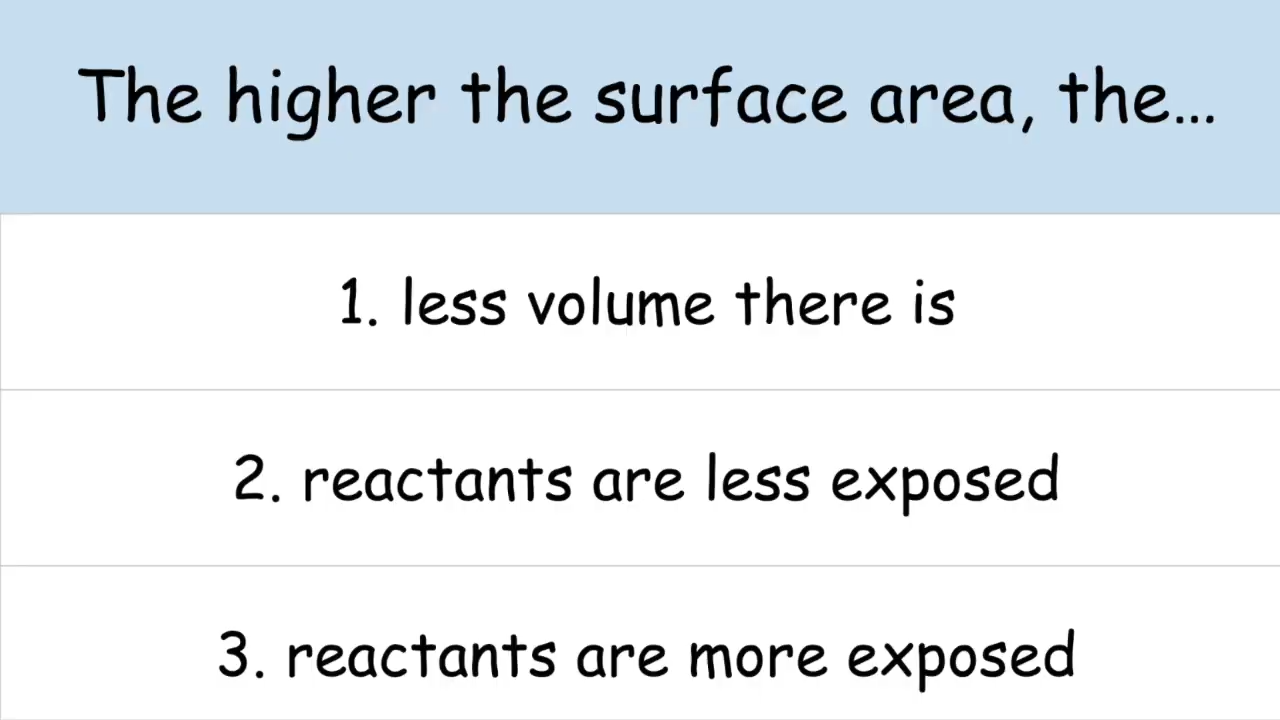 The higher the surface area, the...
1. less volume there is
2. reactants are less exposed
3. reactants are more exposed